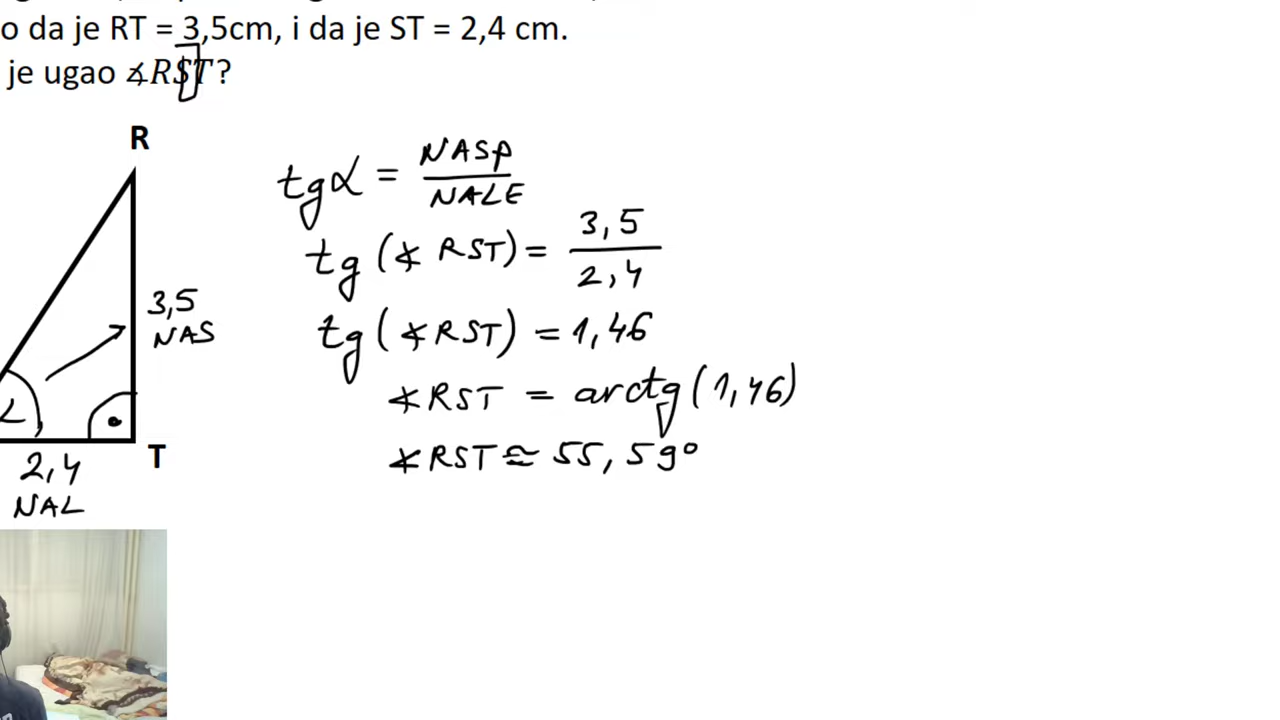 o da je RT = 3,5cm, i da je ST = 2,4 cm.
je ugao ∡RST?
R
tgα = NASP / NALE
tg(∡ RST) = 3,5 / 2,4
3,5
NAS
tg(∡RST) = 1,46
∡RST = arctg(1,46)
∡RST ≅ 55,59°
T
2,4
NAL